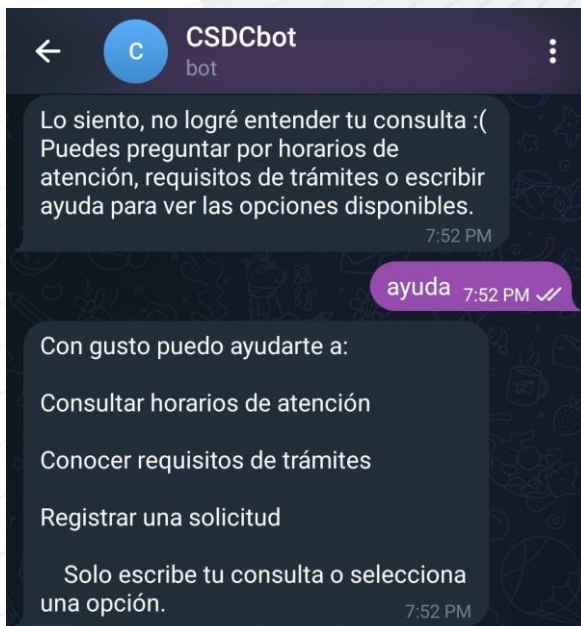 C
CSDCbot
bot
Lo siento, no logré entender tu consulta :(
Puedes preguntar por horarios de
atención, requisitos de trámites o escribir
ayuda para ver las opciones disponibles.
7:52 PM
ayuda 7:52 PM
Con gusto puedo ayudarte a:
Consultar horarios de atención
Conocer requisitos de trámites
Registrar una solicitud
Solo escribe tu consulta o selecciona
una opción.
7:52 PM